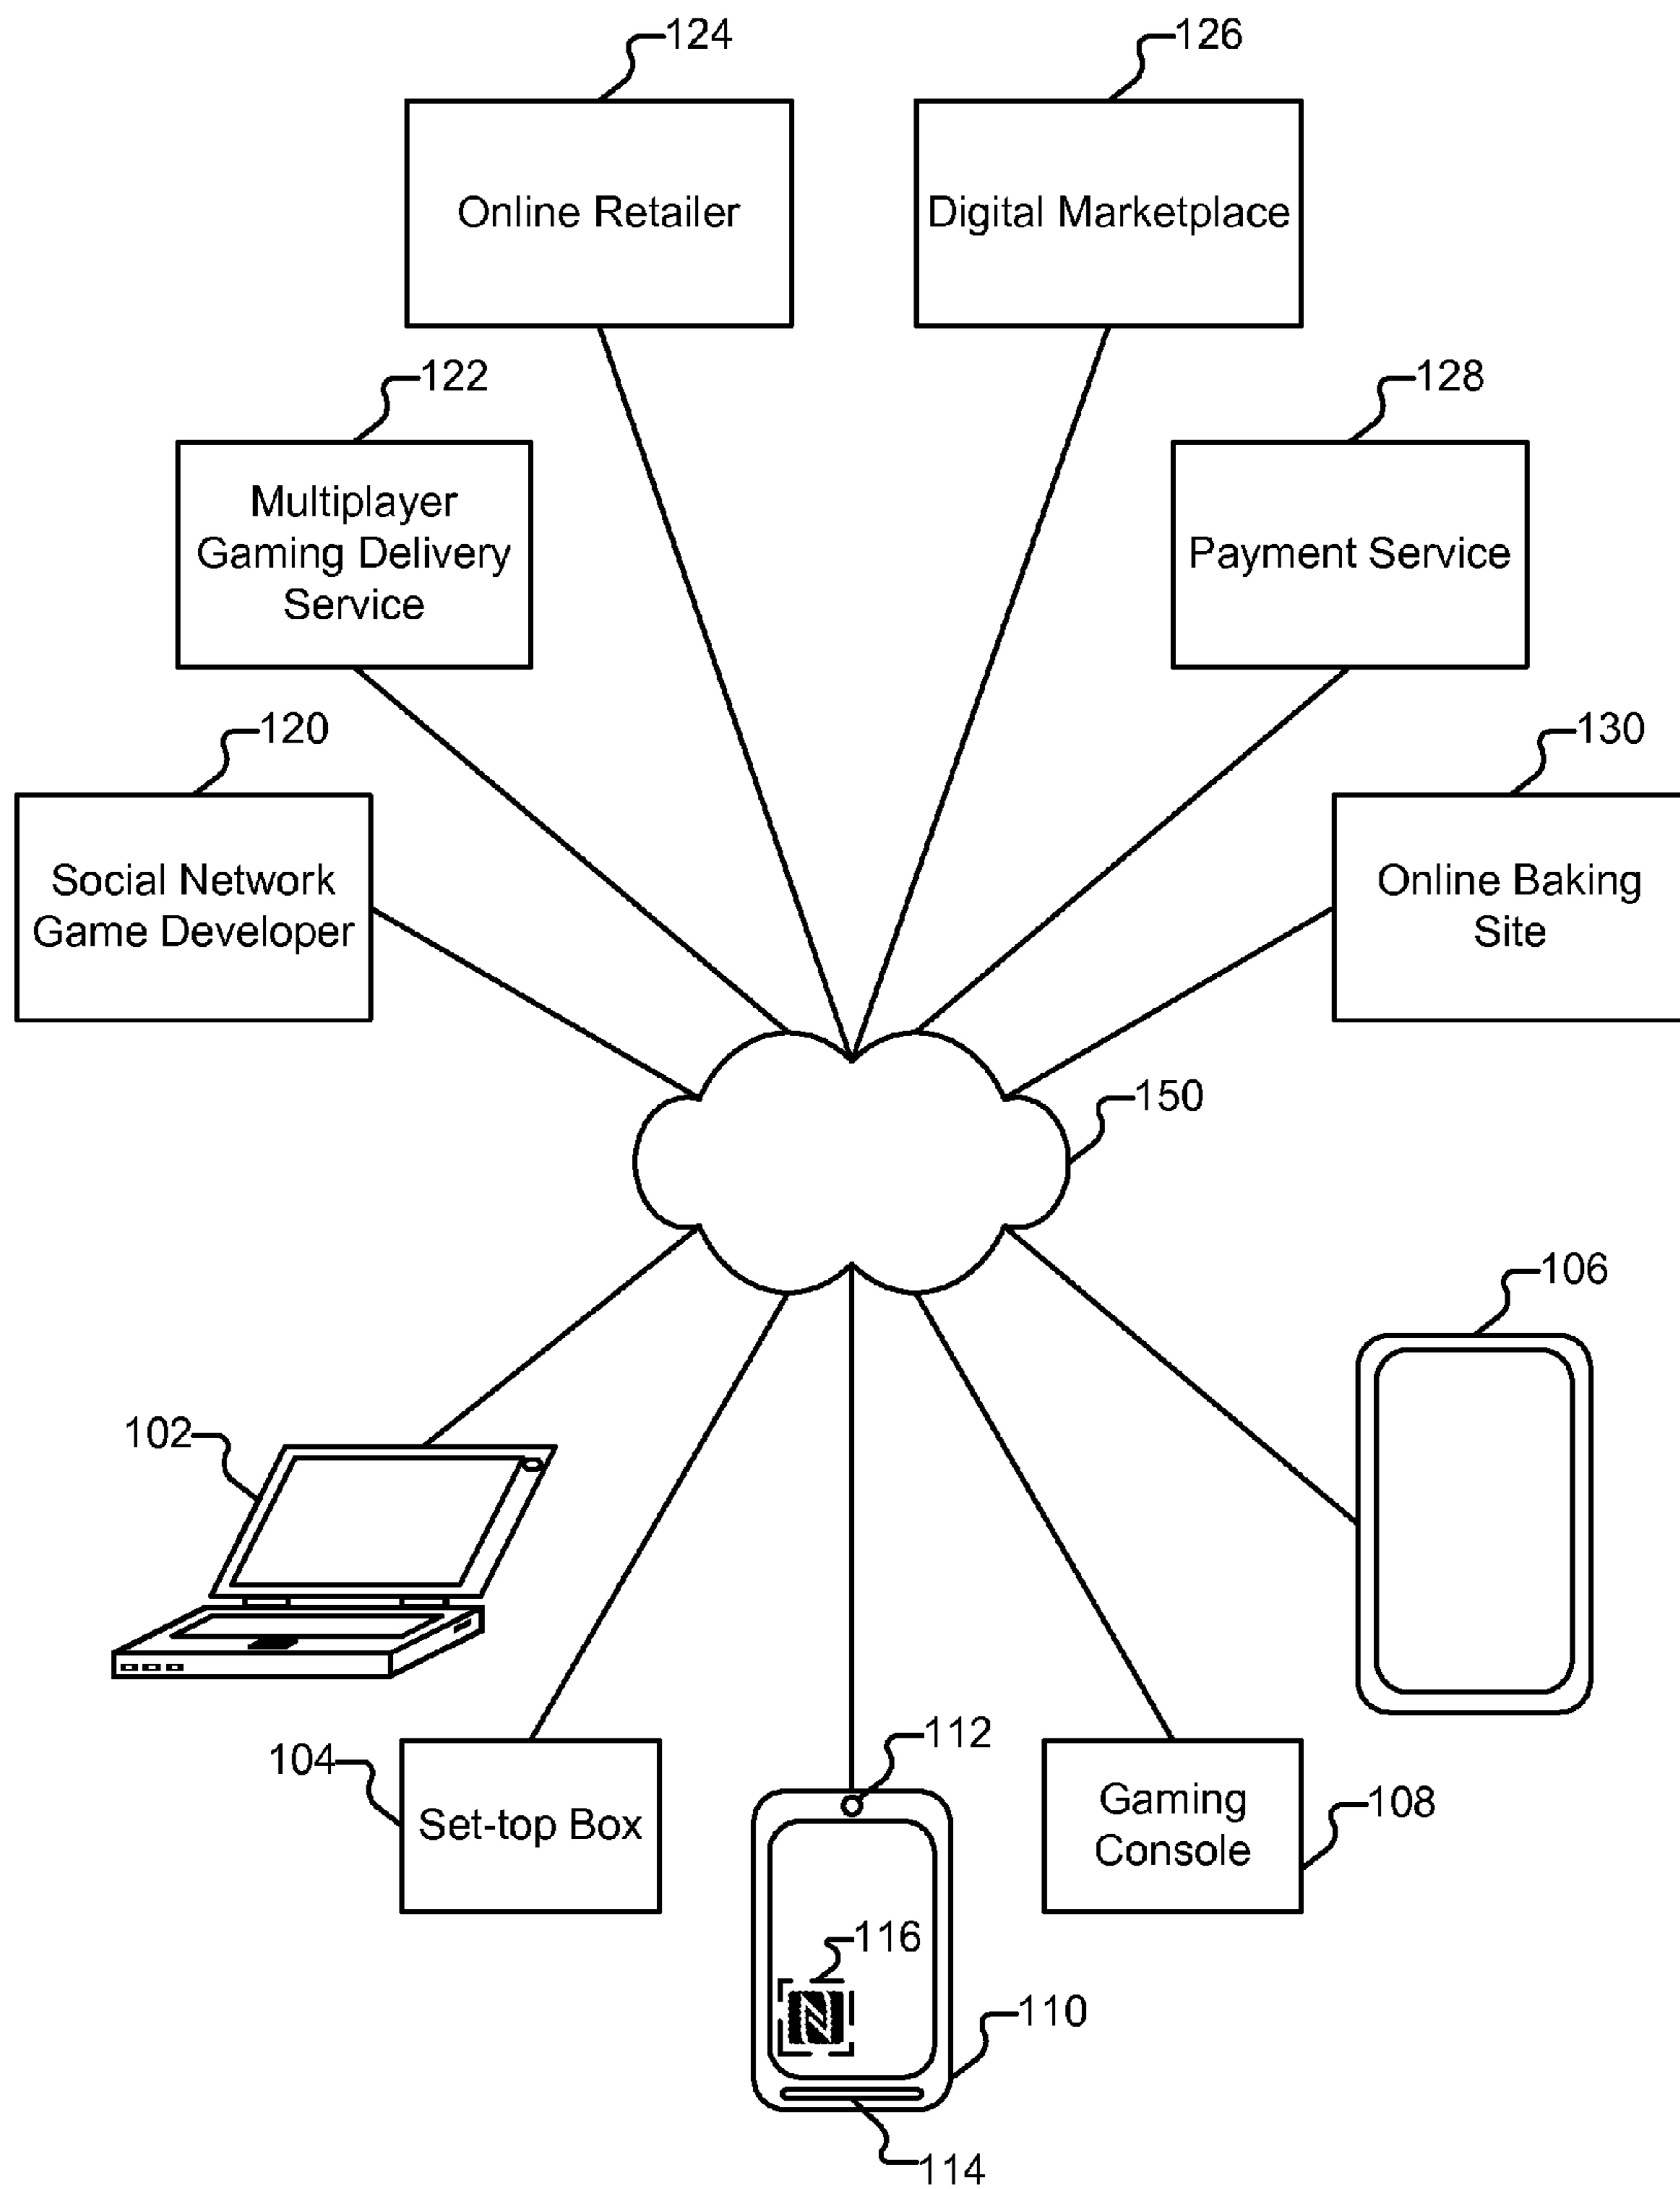 124
126
Online Retailer
Digital Marketplace
122
128
Multiplayer
Gaming Delivery
Service
Payment Service
120
130
Social Network
Game Developer
Online Baking
Site
150
106
102
112
104
Set-top Box
Gaming
Console
108
116
N
110
114